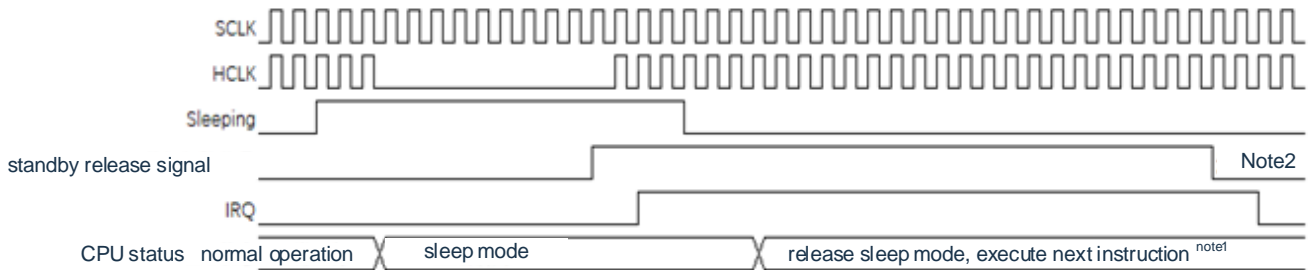 SCLK
HCLK
Sleeping
standby release signal Note2
IRQ
CPU status normal operation sleep mode release sleep mode, execute next instruction note1